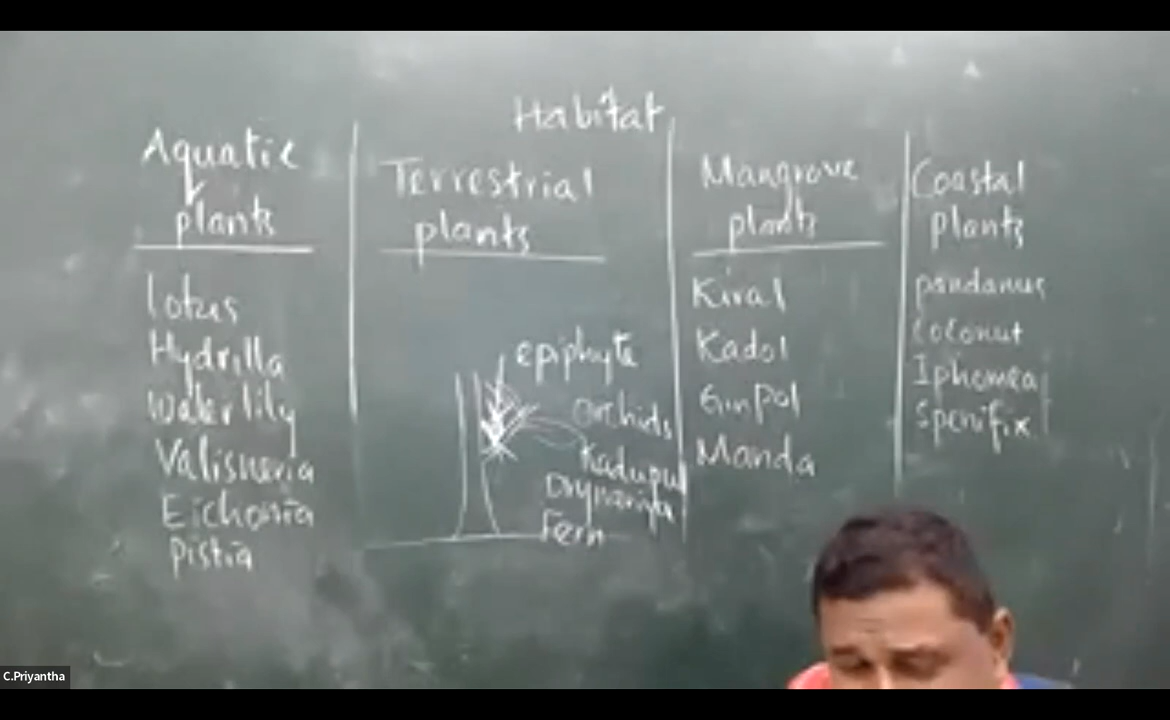 Habitat
Aquatic
plants
lotus
Hydrilla
Water lily
Valisneria
Eichonia
pistia
Terrestrial
plants
epiphyte
Orchids
Kadupul
Drynariya
Fern
Mangrove
plants
Kiral
Kadol
Ginpol
Manda
Coastal
plants
pandanus
Coconut
Iphomea
Spenifix
C.Priyantha